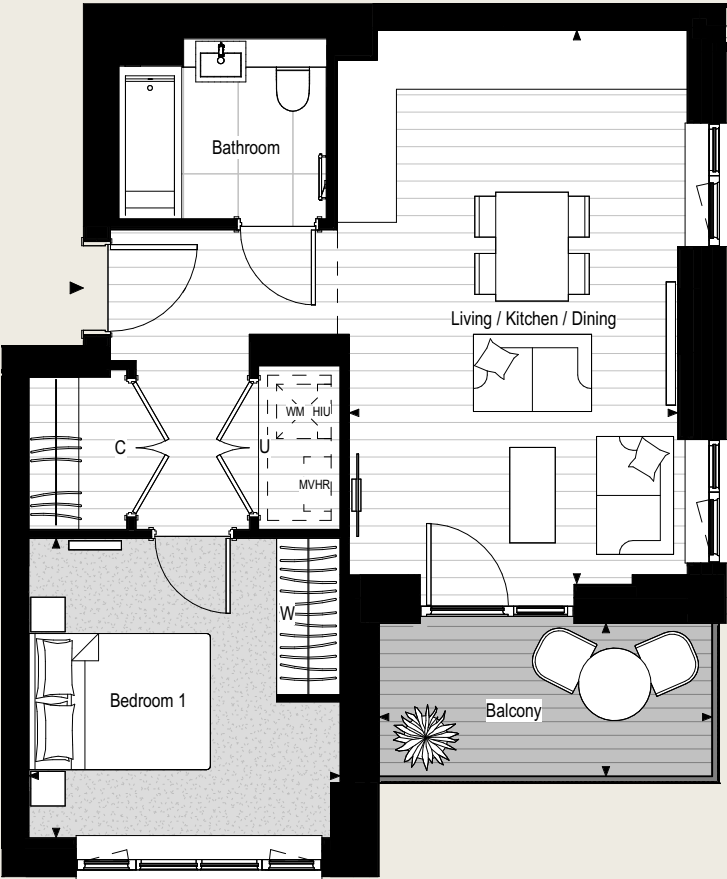 Bathroom
Living / Kitchen / Dining
WM HIU
C
U
MVHR
W
Bedroom 1
Balcony